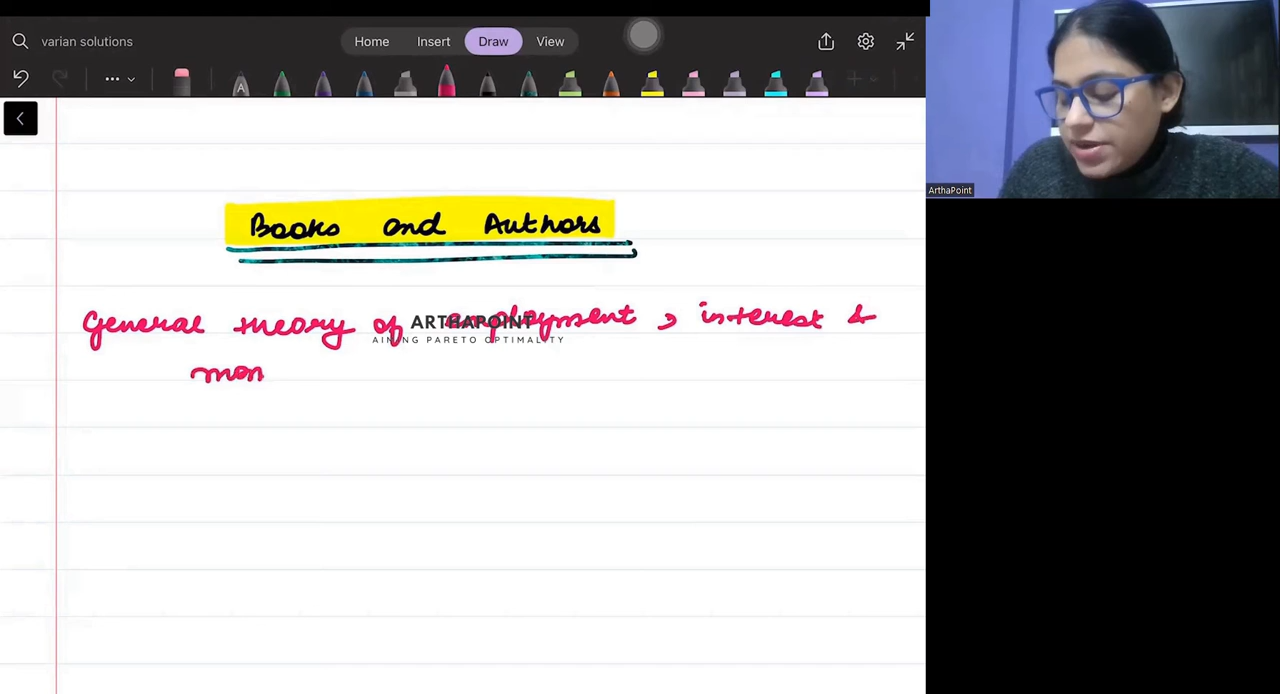 varian solutions
Home Insert Draw View
A
ArthaPoint
Books and Authors
General theory of employment, interest &
mon
ARTHAPOINT
AIMING PARETO OPTIMALITY